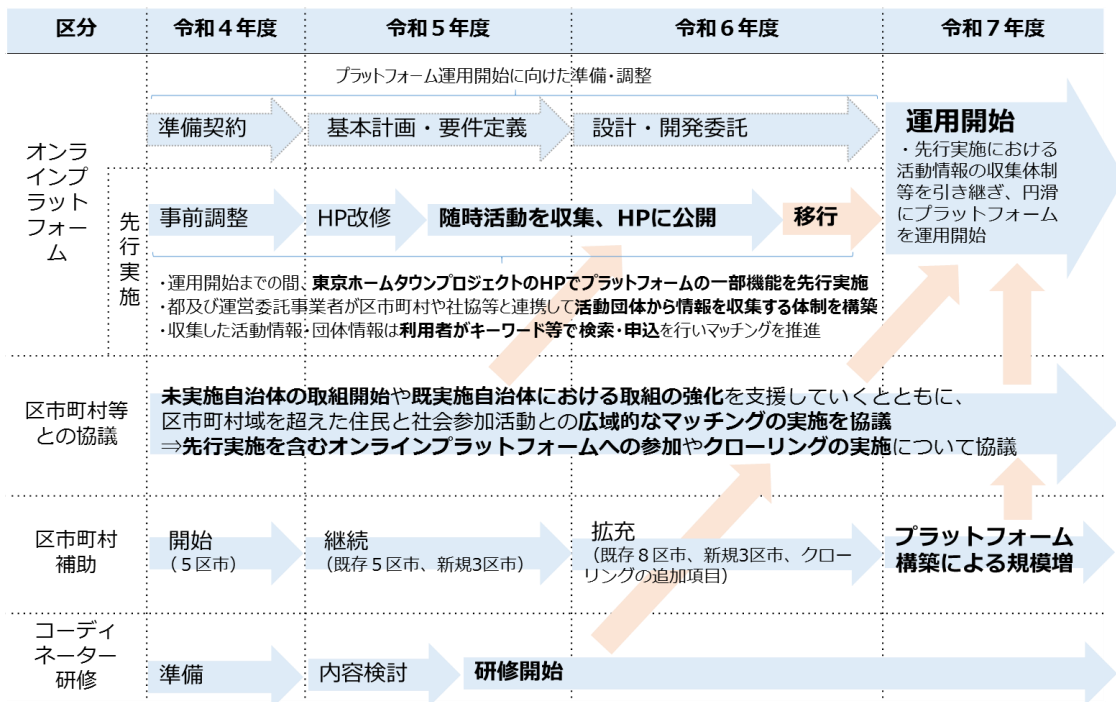 区分
令和４年度
令和５年度
令和６年度
令和７年度
オンラ
インプ
ラット
フォー
ム
プラットフォーム運用開始に向けた準備・調整
準備契約
基本計画・要件定義
設計・開発委託
運用開始
・先行実施における
活動情報の収集体制
等を引き継ぎ、円滑
にプラットフォーム
を運用開始
先
行
実
施
事前調整
HP改修
随時活動を収集、HPに公開
移行
・運用開始までの間、東京ホームタウンプロジェクトのHPでプラットフォームの一部機能を先行実施
・都及び運営委託事業者が区市町村や社協等と連携して活動団体から情報を収集する体制を構築
・収集した活動情報・団体情報は利用者がキーワード等で検索・申込を行いマッチングを推進
区市町村等
との協議
未実施自治体の取組開始や既実施自治体における取組の強化を支援していくとともに、
区市町村域を超えた住民と社会参加活動との広域的なマッチングの実施を協議
⇒先行実施を含むオンラインプラットフォームへの参加やクローリングの実施について協議
区市町村
補助
開始
（５区市）
継続
（既存５区市、新規3区市）
拡充
（既存８区市、新規3区市、クロー
リングの追加項目）
プラットフォーム
構築による規模増
コーディ
ネーター
研修
準備
内容検討
研修開始